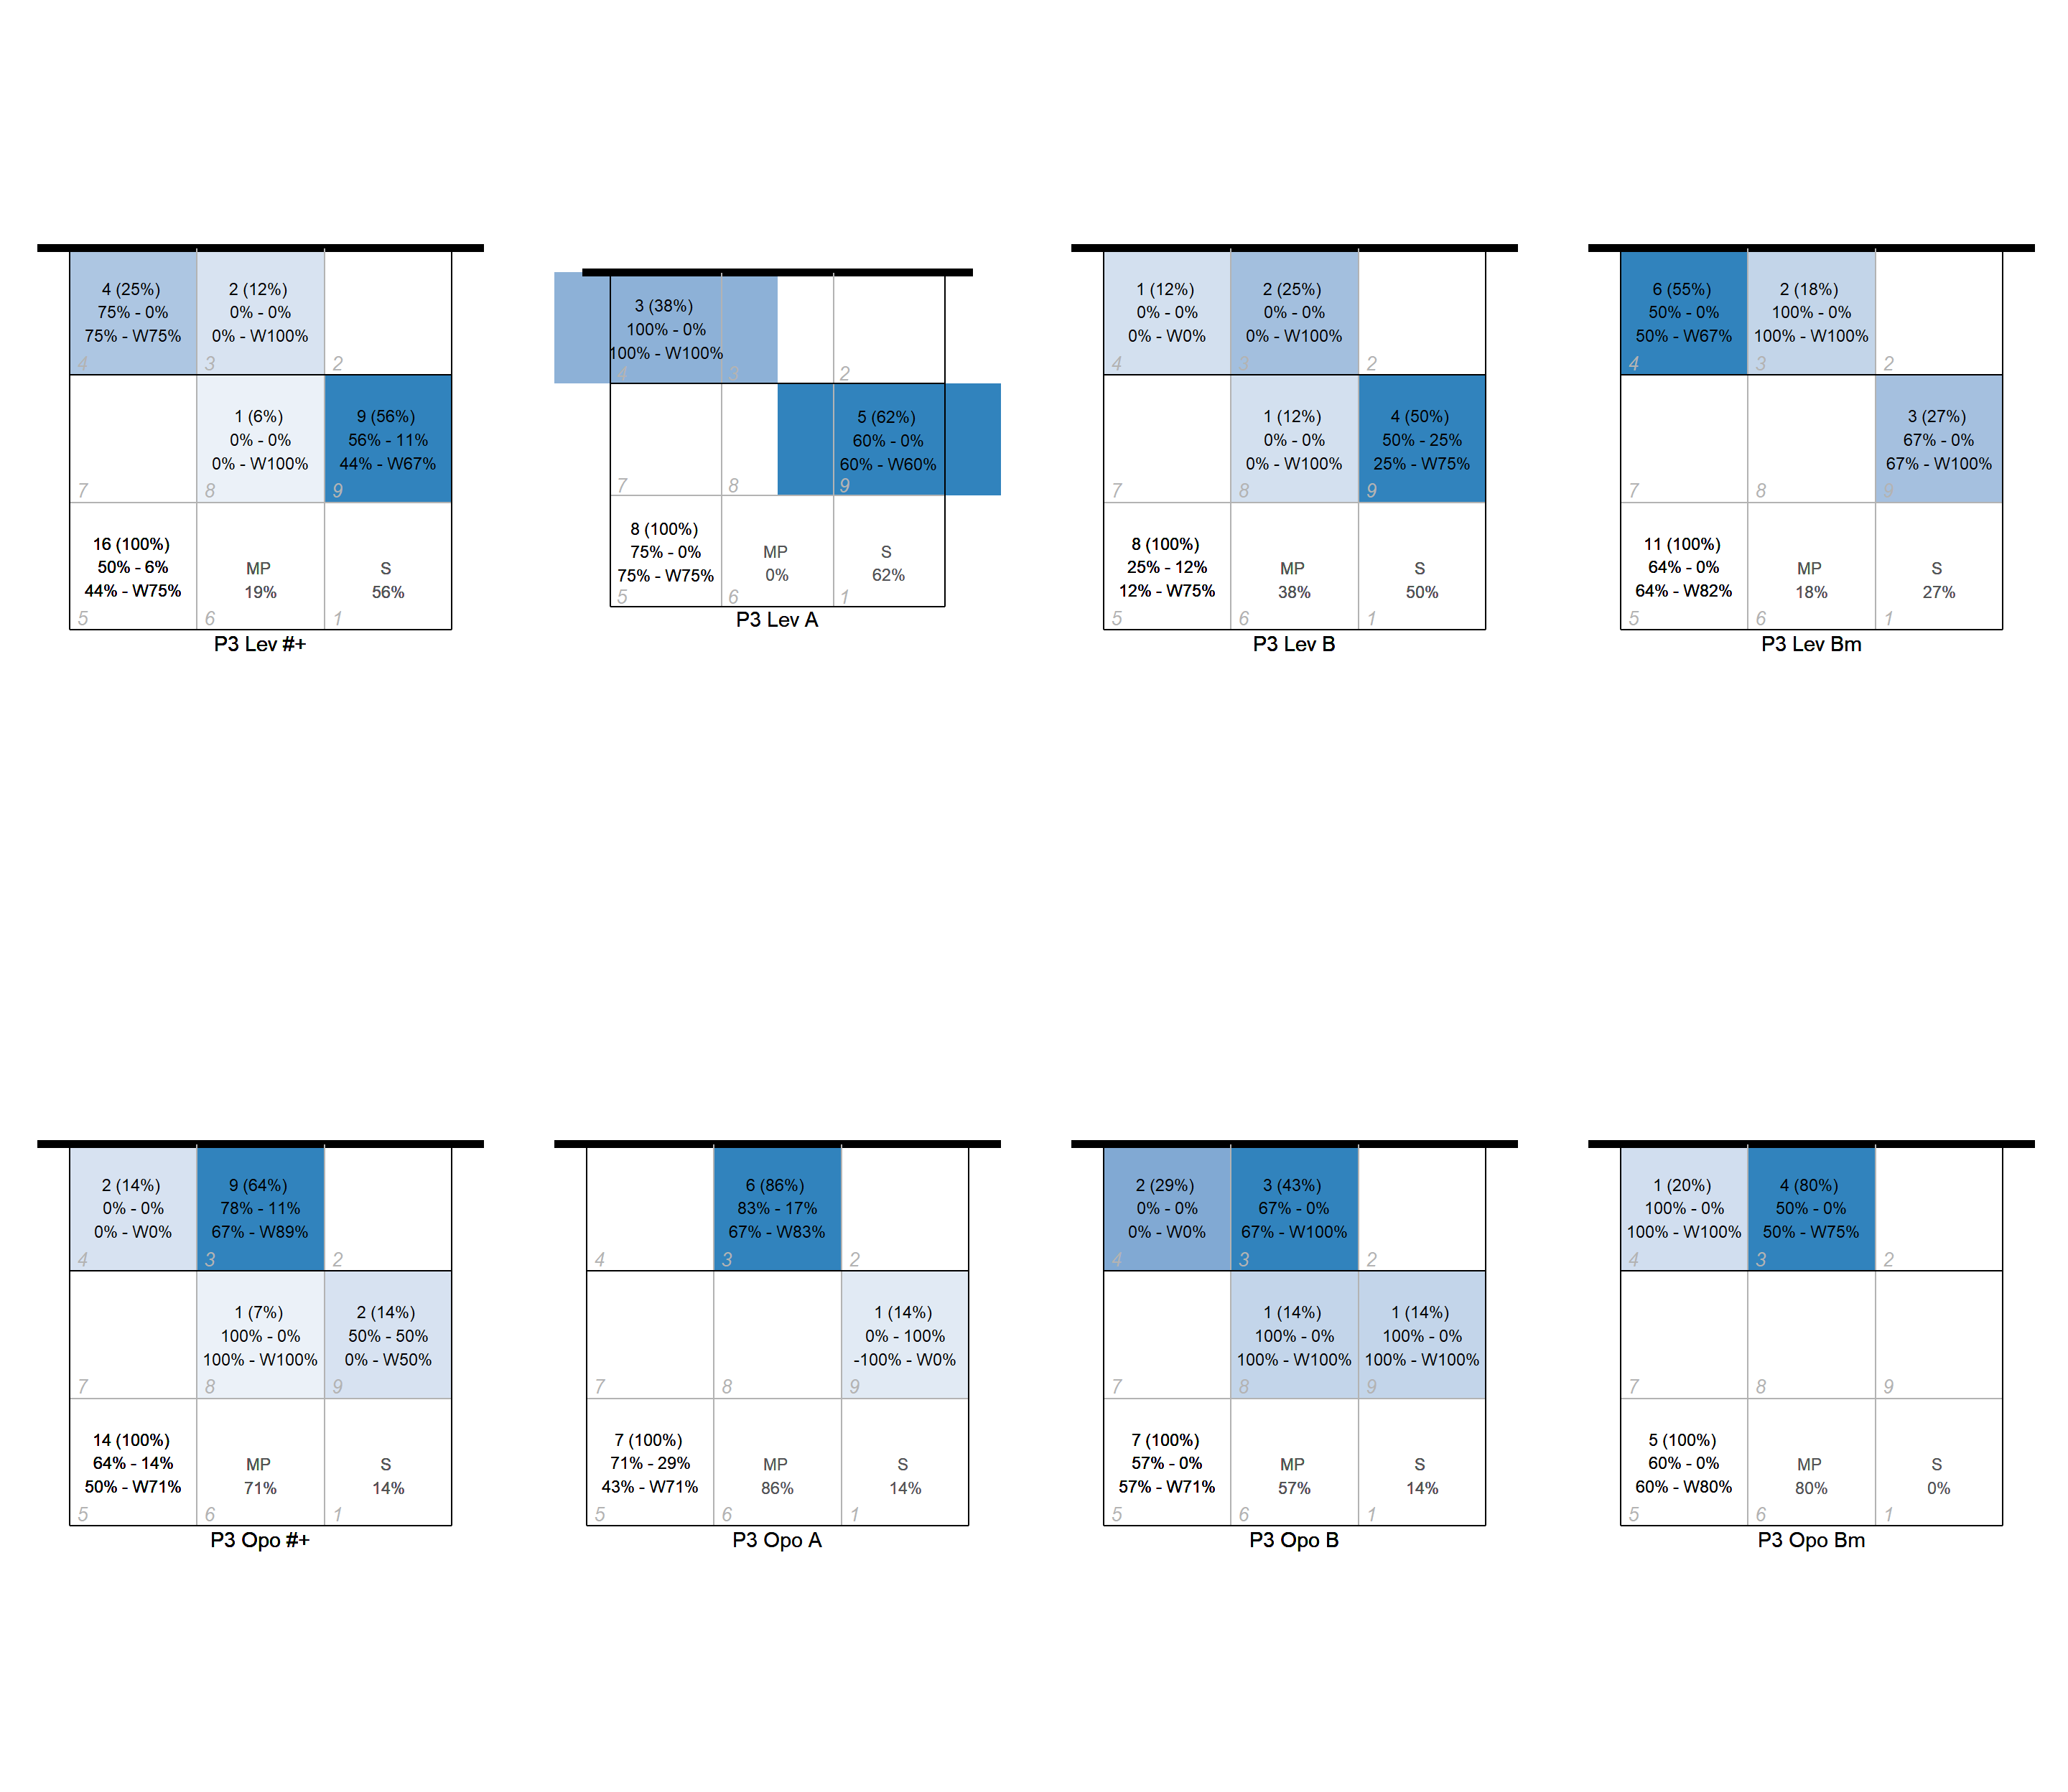 4 (25%)
75% - 0%
75% - W75%
4
2 (12%)
0% - 0%
0% - W100%
3
2
7
1 (6%)
0% - 0%
0% - W100%
8
9 (56%)
56% - 11%
44% - W67%
9
16 (100%)
50% - 6%
44% - W75%
5
MP
19%
6
S
56%
1
P3 Lev #+
3 (38%)
100% - 0%
100% - W100%
4
3
2
7
8
5 (62%)
60% - 0%
60% - W60%
9
8 (100%)
75% - 0%
75% - W75%
5
MP
0%
6
S
62%
1
P3 Lev A
1 (12%)
0% - 0%
0% - W0%
4
2 (25%)
0% - 0%
0% - W100%
3
2
7
1 (12%)
0% - 0%
0% - W100%
8
4 (50%)
50% - 25%
25% - W75%
9
8 (100%)
25% - 12%
12% - W75%
5
MP
38%
6
S
50%
1
P3 Lev B
6 (55%)
50% - 0%
50% - W67%
4
2 (18%)
100% - 0%
100% - W100%
3
2
7
8
3 (27%)
67% - 0%
67% - W100%
9
11 (100%)
64% - 0%
64% - W82%
5
MP
18%
6
S
27%
1
P3 Lev Bm
2 (14%)
0% - 0%
0% - W0%
4
9 (64%)
78% - 11%
67% - W89%
3
2
7
1 (7%)
100% - 0%
100% - W100%
8
2 (14%)
50% - 50%
0% - W50%
9
14 (100%)
64% - 14%
50% - W71%
5
MP
71%
6
S
14%
1
P3 Opo #+
4
6 (86%)
83% - 17%
67% - W83%
3
2
7
8
1 (14%)
0% - 100%
-100% - W0%
9
7 (100%)
71% - 29%
43% - W71%
5
MP
86%
6
S
14%
1
P3 Opo A
2 (29%)
0% - 0%
0% - W0%
4
3 (43%)
67% - 0%
67% - W100%
3
2
7
1 (14%)
100% - 0%
100% - W100%
8
1 (14%)
100% - 0%
100% - W100%
9
7 (100%)
57% - 0%
57% - W71%
5
MP
57%
6
S
14%
1
P3 Opo B
1 (20%)
100% - 0%
100% - W100%
4
4 (80%)
50% - 0%
50% - W75%
3
2
7
8
9
5 (100%)
60% - 0%
60% - W80%
5
MP
80%
6
S
0%
1
P3 Opo Bm